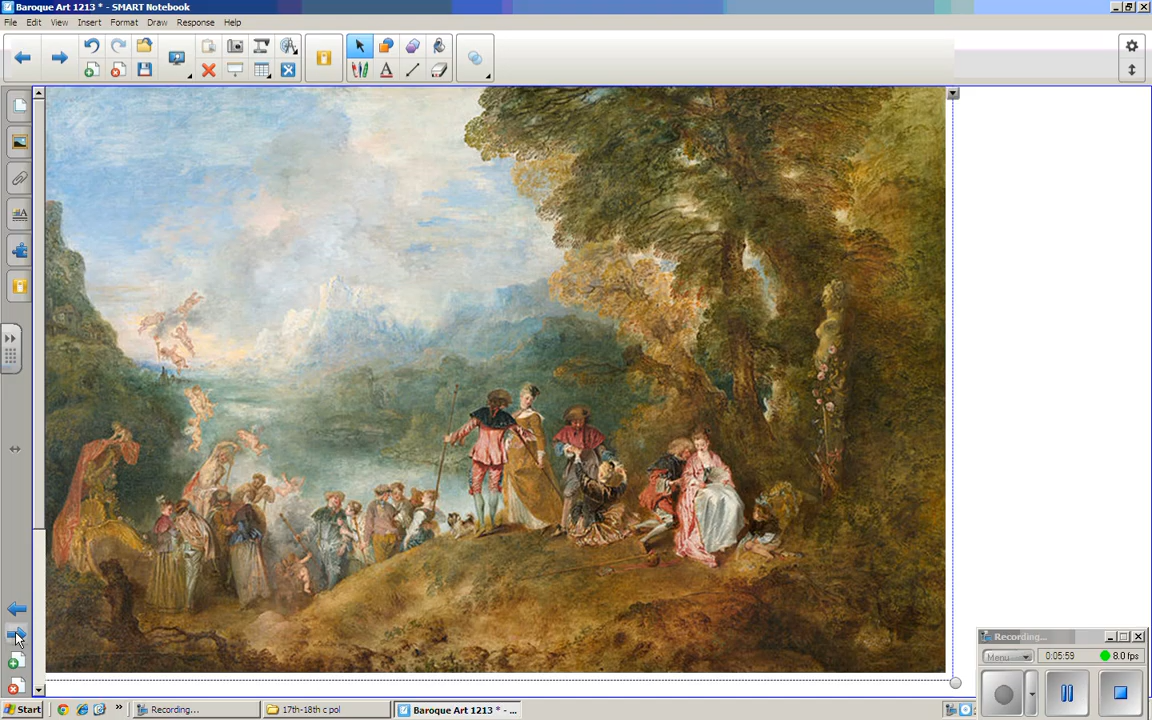 Baroque Art 1213 * - SMART Notebook
File Edit View Insert Format Draw Response Help
Recording...
Menu 0:05:59 8.0 fps
Start Recording... 17th-18th c pol Baroque Art 1213 * - ...